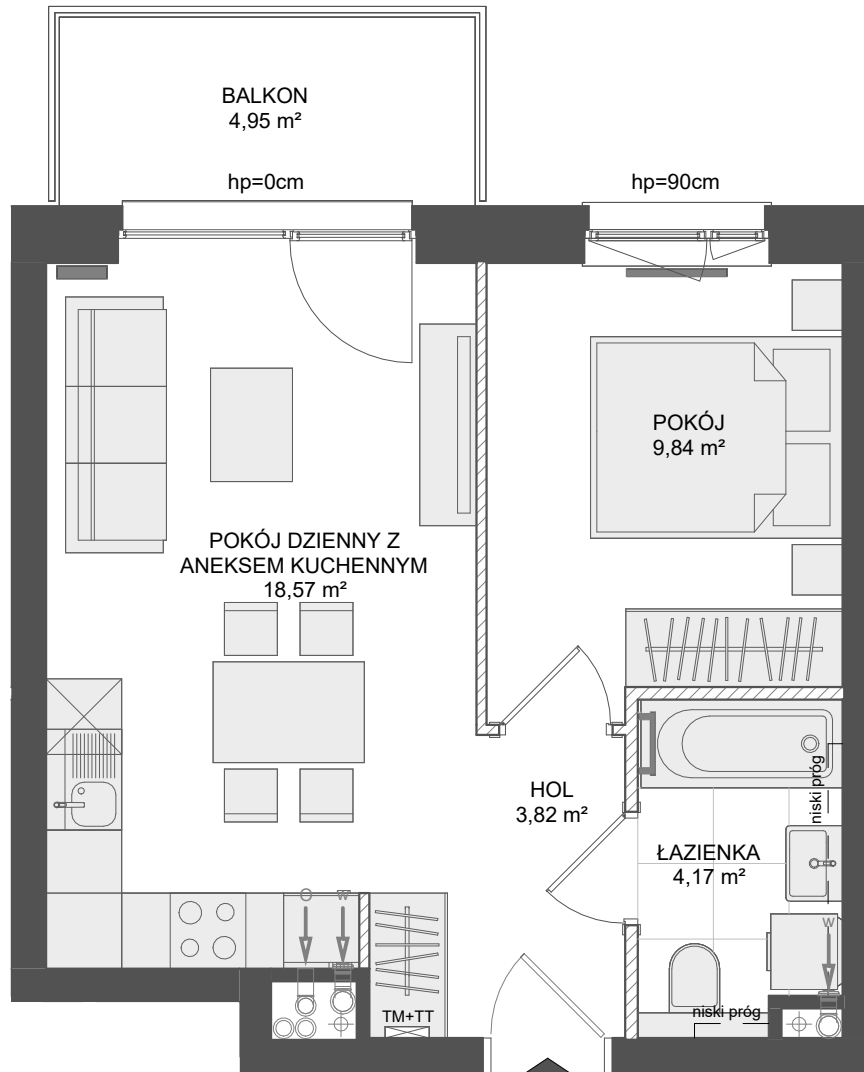 BALKON
4,95 m²
hp=0cm
hp=90cm
POKÓJ
9,84 m²
POKÓJ DZIENNY Z
ANEKSEM KUCHENNYM
18,57 m²
HOL
3,82 m²
niski próg
ŁAZIENKA
4,17 m²
O
W
W
TM+TT
niski próg